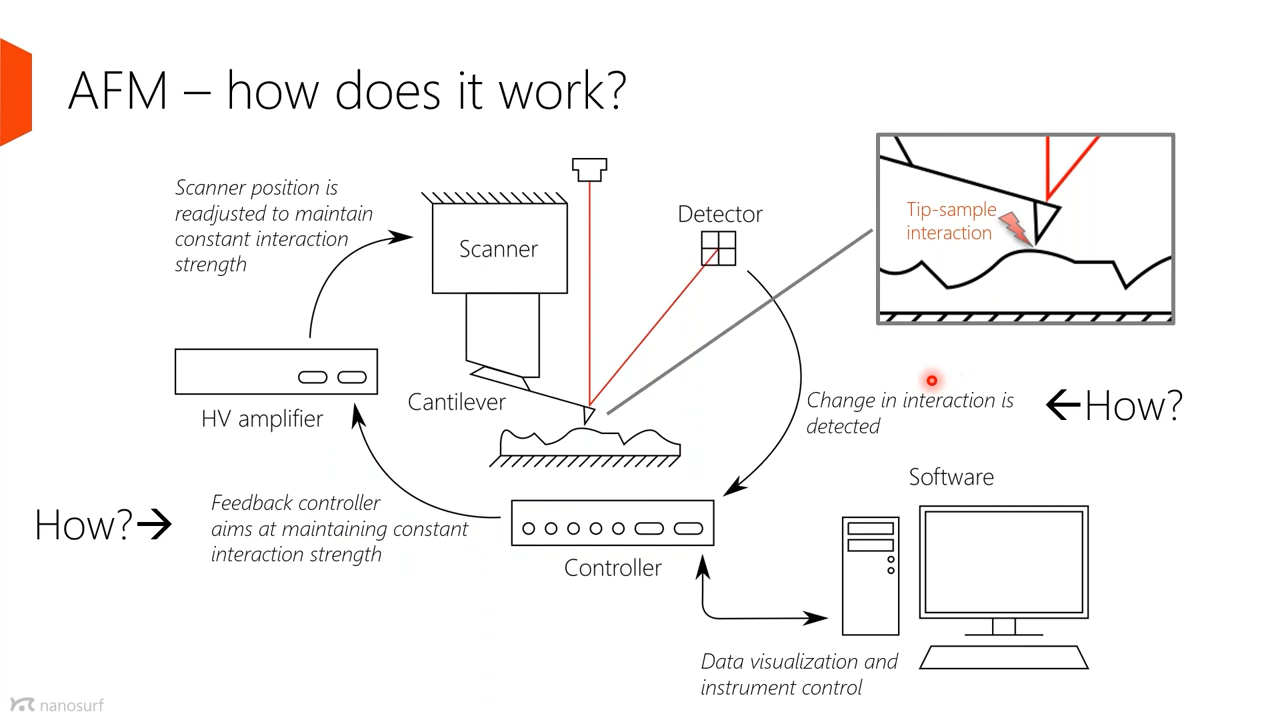 AFM – how does it work?
Scanner position is
readjusted to maintain
constant interaction
strength
Scanner
Detector
Tip-sample
interaction
HV amplifier
Cantilever
Change in interaction is
detected
←How?
How?→
Feedback controller
aims at maintaining constant
interaction strength
Controller
Software
Data visualization and
instrument control
nanosurf